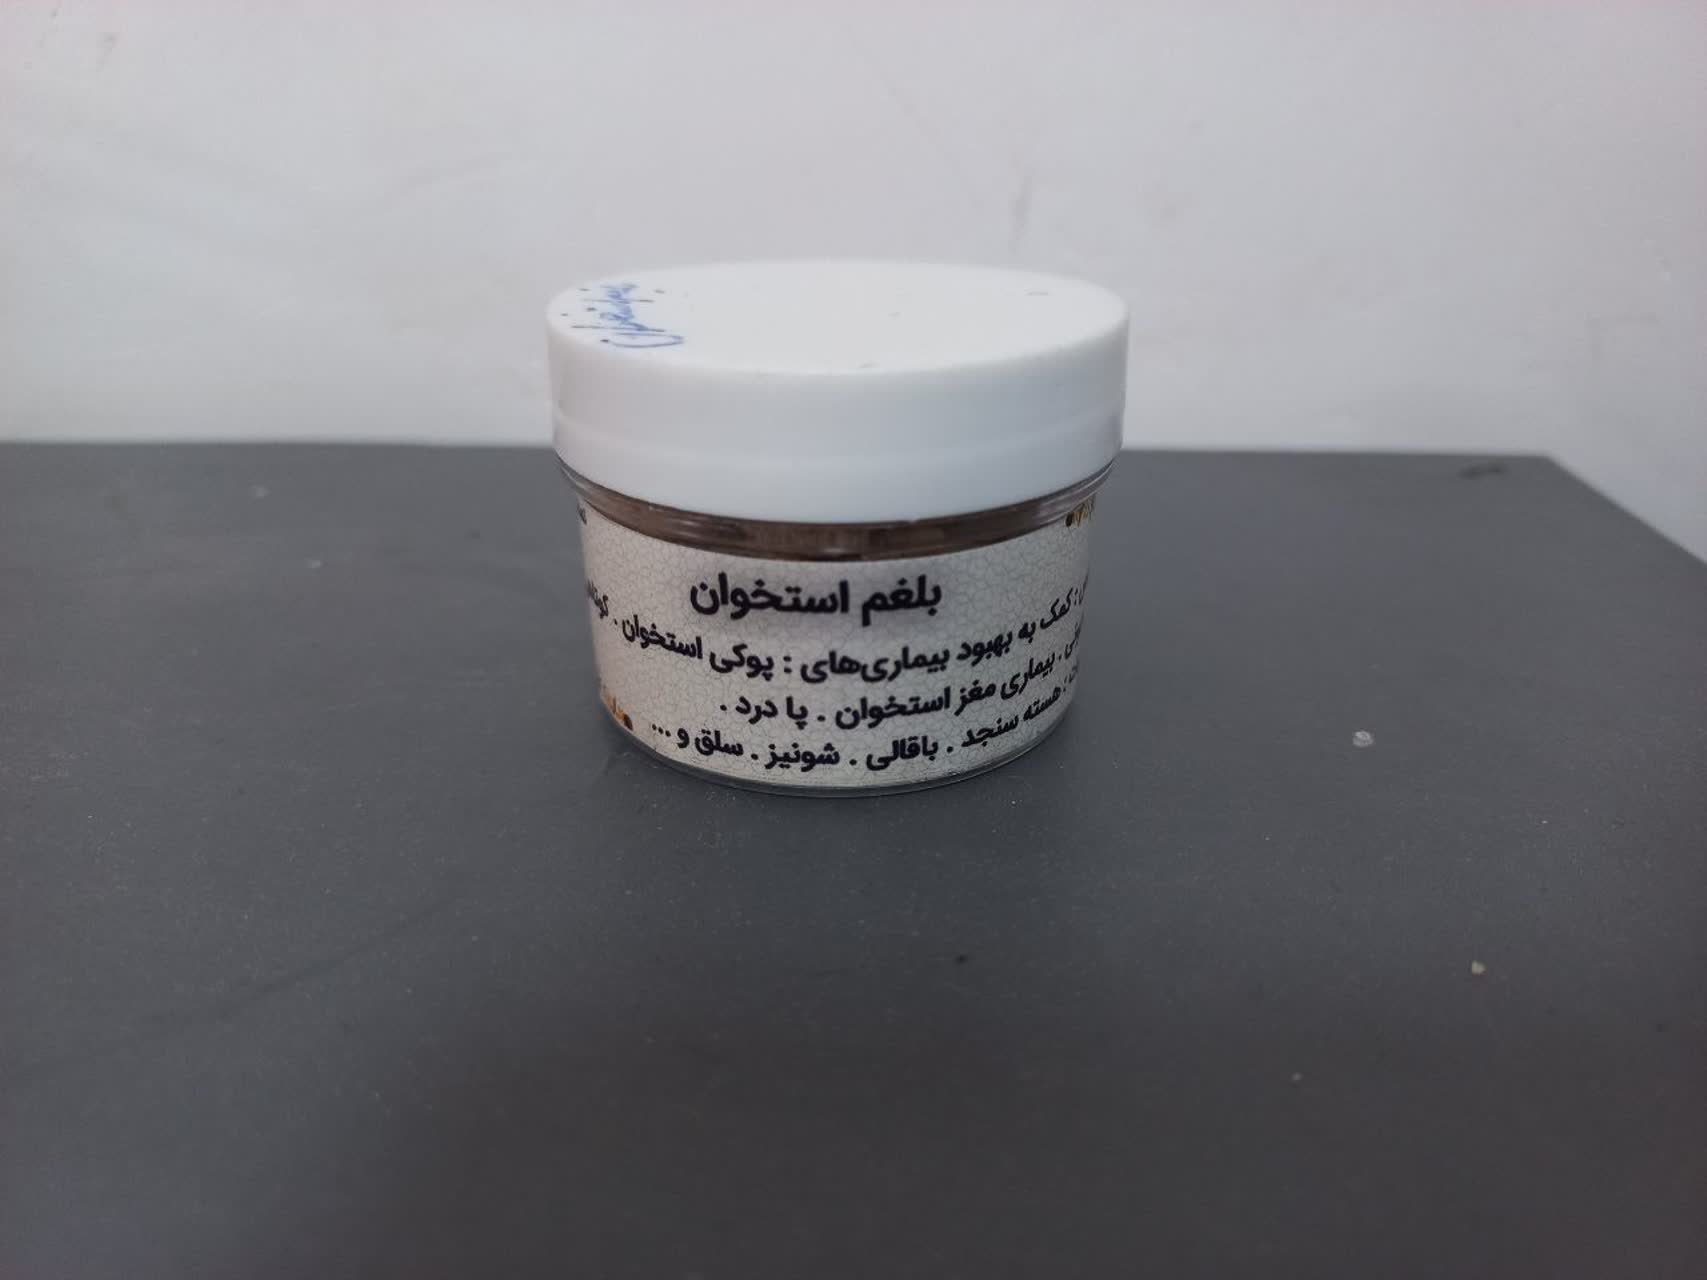 بلغم استخوان
: کمک به بهبود بیماری‌های : پوکی استخوان .
. بیماری مغز استخوان . پا درد .
: هسته سنجد . باقالی . شونیز . سلق و ...